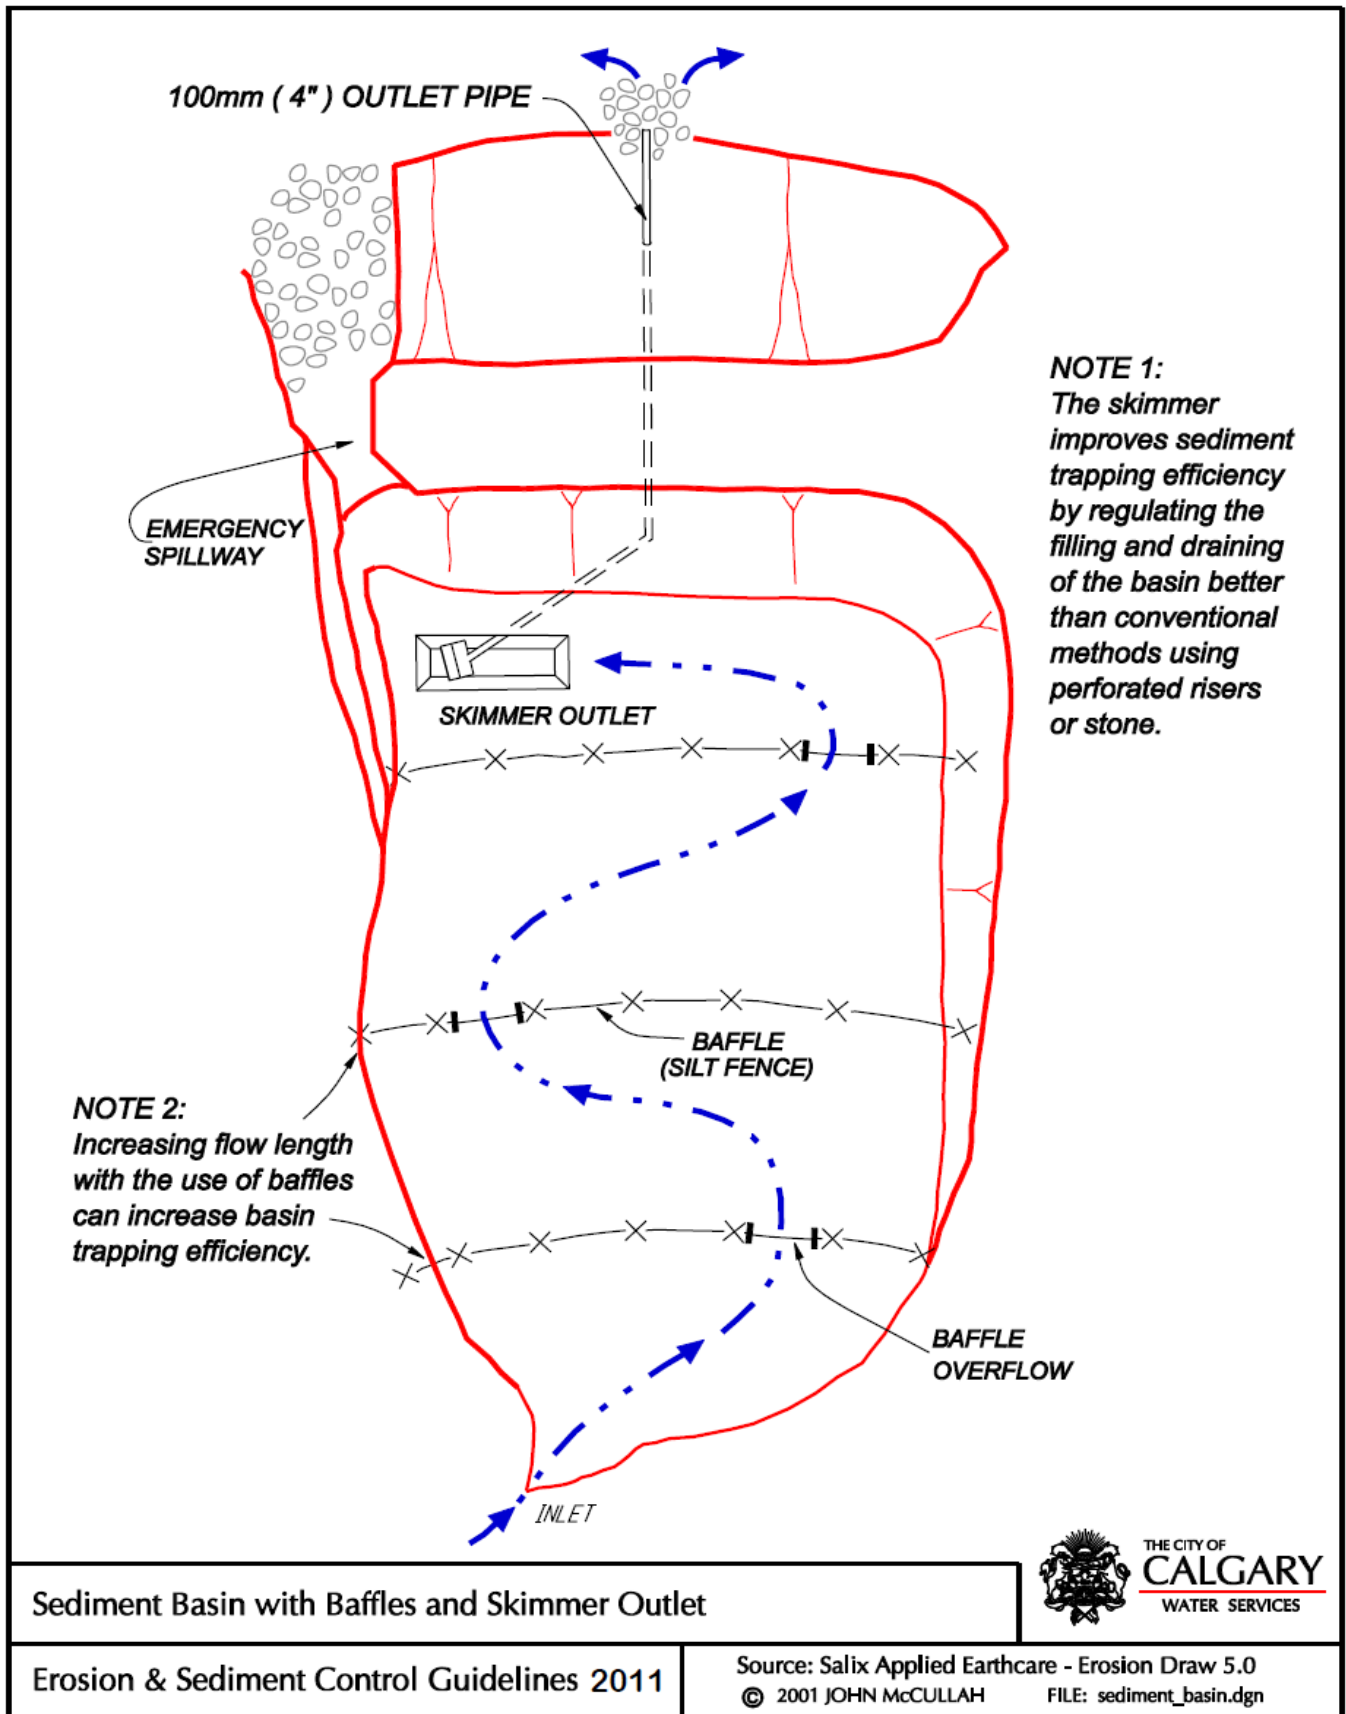 100mm ( 4" ) OUTLET PIPE
NOTE 1:
The skimmer
improves sediment
trapping efficiency
by regulating the
filling and draining
of the basin better
than conventional
methods using
perforated risers
or stone.
EMERGENCY
SPILLWAY
SKIMMER OUTLET
BAFFLE
(SILT FENCE)
NOTE 2:
Increasing flow length
with the use of baffles
can increase basin
trapping efficiency.
BAFFLE
OVERFLOW
INLET
THE CITY OF
CALGARY
WATER SERVICES
Sediment Basin with Baffles and Skimmer Outlet
Erosion & Sediment Control Guidelines 2011
Source: Salix Applied Earthcare - Erosion Draw 5.0
© 2001 JOHN McCULLAH FILE: sediment_basin.dgn